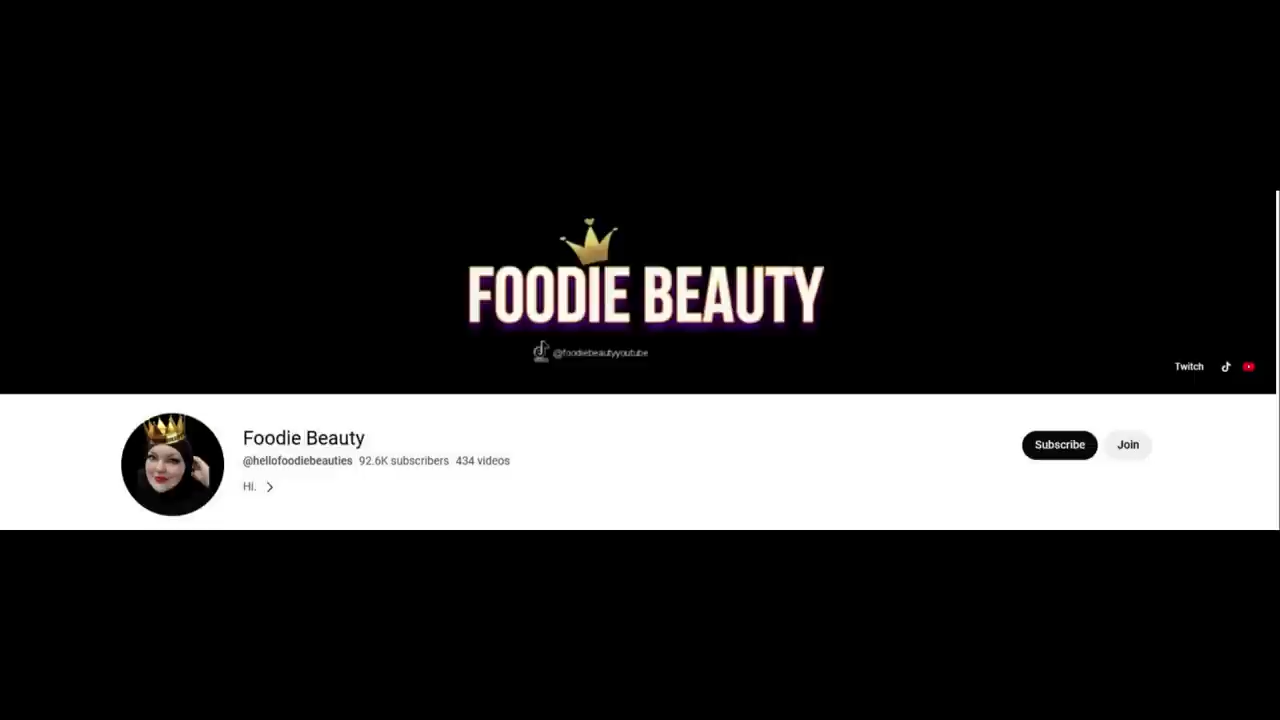 FOODIE BEAUTY
@foodiebeautyyoutube
Twitch
Foodie Beauty
@hellofoodiebeauties 92.6K subscribers 434 videos
Hi.
Subscribe Join